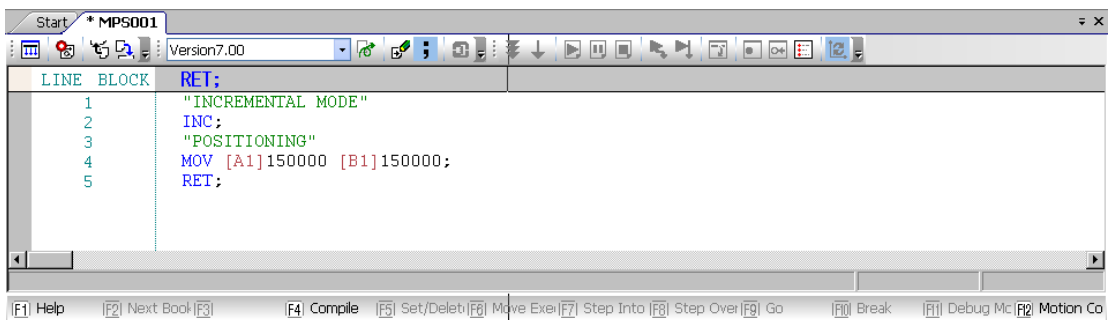 Start * MPS001
Version7.00
LINE BLOCK RET;
1 "INCREMENTAL MODE"
2 INC;
3 "POSITIONING"
4 MOV [A1]150000 [B1]150000;
5 RET;
F1 Help F2 Next Book F3 F4 Compile F5 Set/Delet F6 Move Exe F7 Step Into F8 Step Over F9 Go F10 Break F11 Debug Mc F12 Motion Co